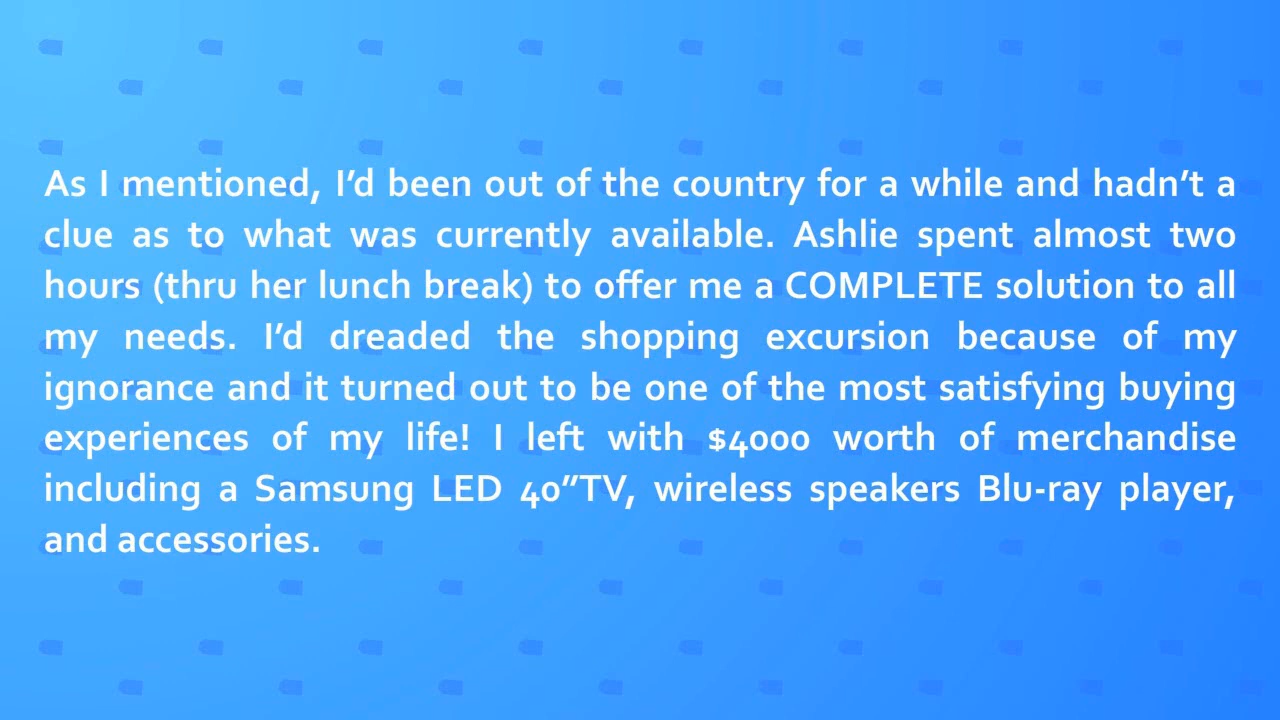 As I mentioned, I’d been out of the country for a while and hadn’t a
clue as to what was currently available. Ashlie spent almost two
hours (thru her lunch break) to offer me a COMPLETE solution to all
my needs. I’d dreaded the shopping excursion because of my
ignorance and it turned out to be one of the most satisfying buying
experiences of my life! I left with $4000 worth of merchandise
including a Samsung LED 40”TV, wireless speakers Blu-ray player,
and accessories.